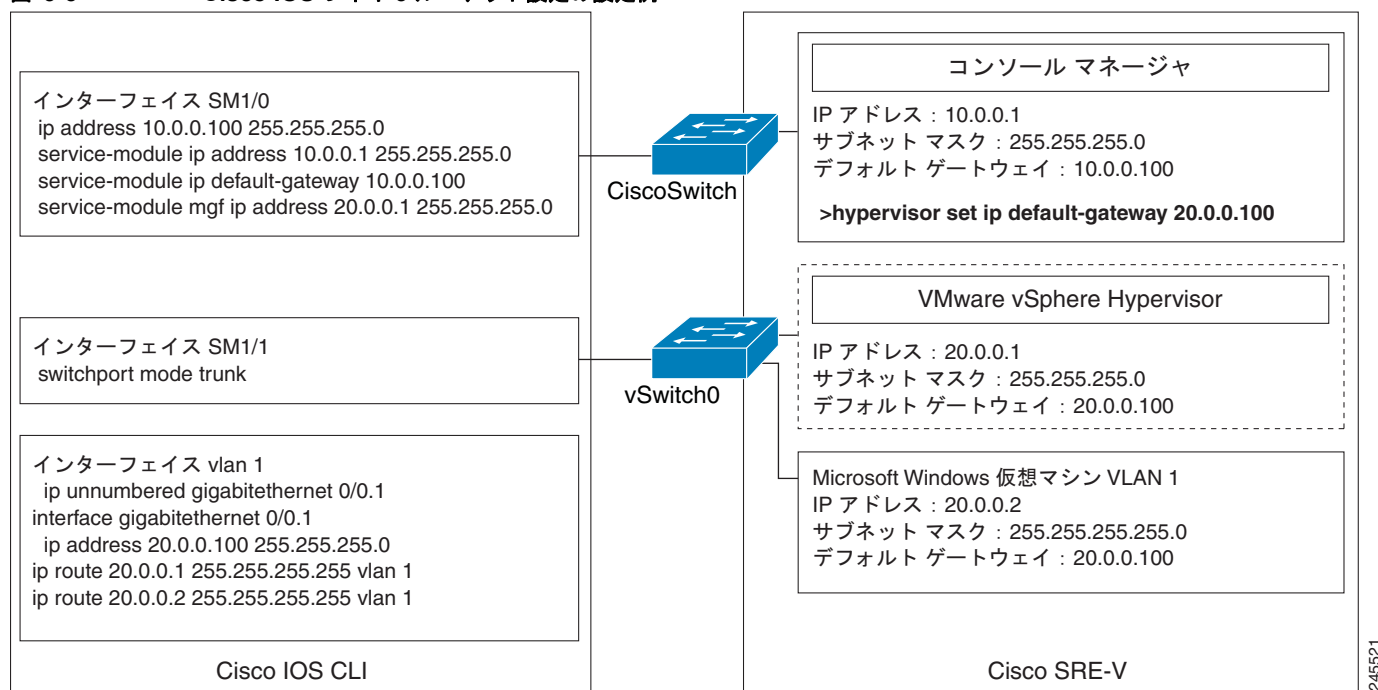 インターフェイス SM1/0
ip address 10.0.0.100 255.255.255.0
service-module ip address 10.0.0.1 255.255.255.0
service-module ip default-gateway 10.0.0.100
service-module mgf ip address 20.0.0.1 255.255.255.0
インターフェイス SM1/1
switchport mode trunk
インターフェイス vlan 1
ip unnumbered gigabitethernet 0/0.1
interface gigabitethernet 0/0.1
ip address 20.0.0.100 255.255.255.0
ip route 20.0.0.1 255.255.255.255 vlan 1
ip route 20.0.0.2 255.255.255.255 vlan 1
Cisco IOS CLI
CiscoSwitch
vSwitch0
コンソール マネージャ
IP アドレス : 10.0.0.1
サブネット マスク : 255.255.255.0
デフォルト ゲートウェイ : 10.0.0.100
>hypervisor set ip default-gateway 20.0.0.100
VMware vSphere Hypervisor
IP アドレス : 20.0.0.1
サブネット マスク : 255.255.255.0
デフォルト ゲートウェイ : 20.0.0.100
Microsoft Windows 仮想マシン VLAN 1
IP アドレス : 20.0.0.2
サブネット マスク : 255.255.255.255.0
デフォルト ゲートウェイ : 20.0.0.100
Cisco SRE-V
245521